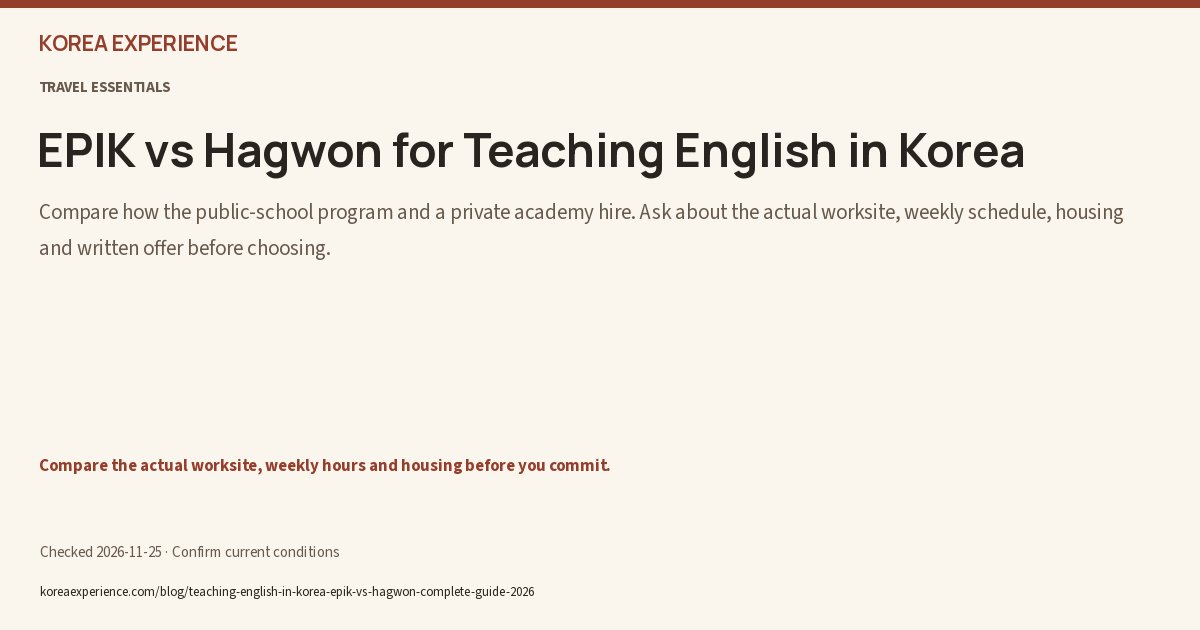 KOREA EXPERIENCE
TRAVEL ESSENTIALS
EPIK vs Hagwon for Teaching English in Korea
Compare how the public-school program and a private academy hire. Ask about the actual worksite, weekly schedule, housing
and written offer before choosing.
Compare the actual worksite, weekly hours and housing before you commit.
Checked 2026-11-25 · Confirm current conditions
koreaexperience.com/blog/teaching-english-in-korea-epik-vs-hagwon-complete-guide-2026